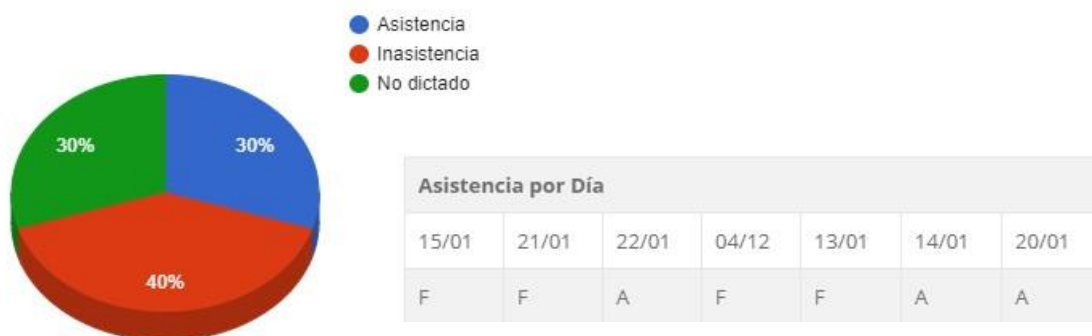 Asistencia
Inasistencia
No dictado
30%
30%
40%
Asistencia por Día
15/01 21/01 22/01 04/12 13/01 14/01 20/01
F F A F F A A